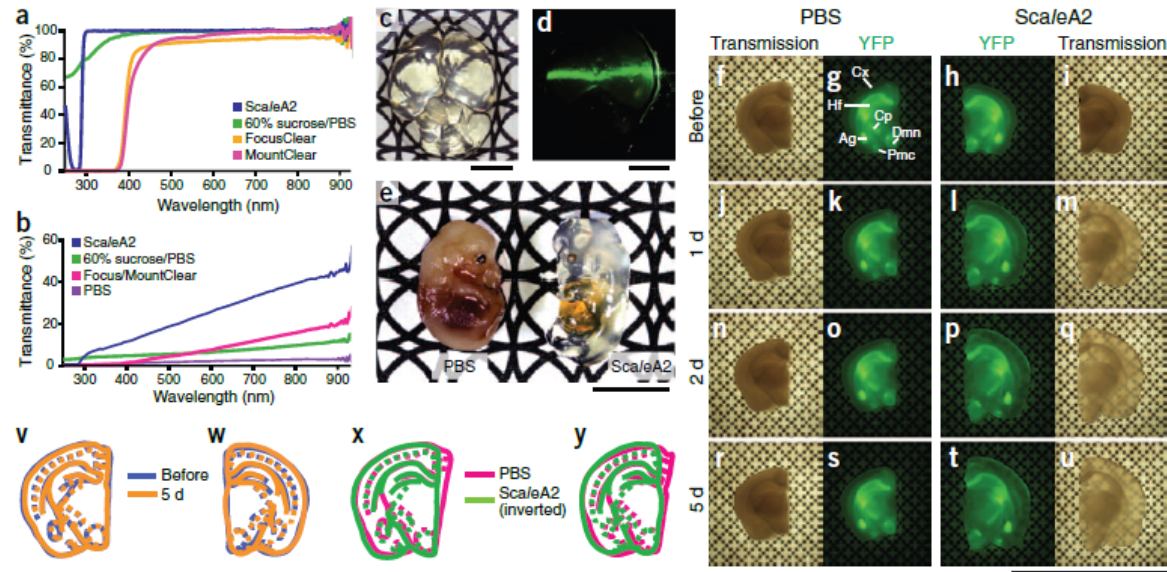 a
100
80
60
40
20
0
Transmittance (%)
300 400 500 600 700 800 900
Wavelength (nm)
Sca/eA2
60% sucrose/PBS
FocusClear
MountClear
b
60
40
20
0
Transmittance (%)
300 400 500 600 700 800 900
Wavelength (nm)
Sca/eA2
60% sucrose/PBS
Focus/MountClear
PBS
c
d
e
PBS
Sca/eA2
PBS
Sca/eA2
Transmission
YFP
YFP
Transmission
Before
f
g
Cx
Hf
Cp
Ag
Dmn
Pmc
h
i
1 d
j
k
l
m
2 d
n
o
p
q
5 d
r
s
t
u
v
w
Before
5 d
x
y
PBS
Sca/eA2
(inverted)